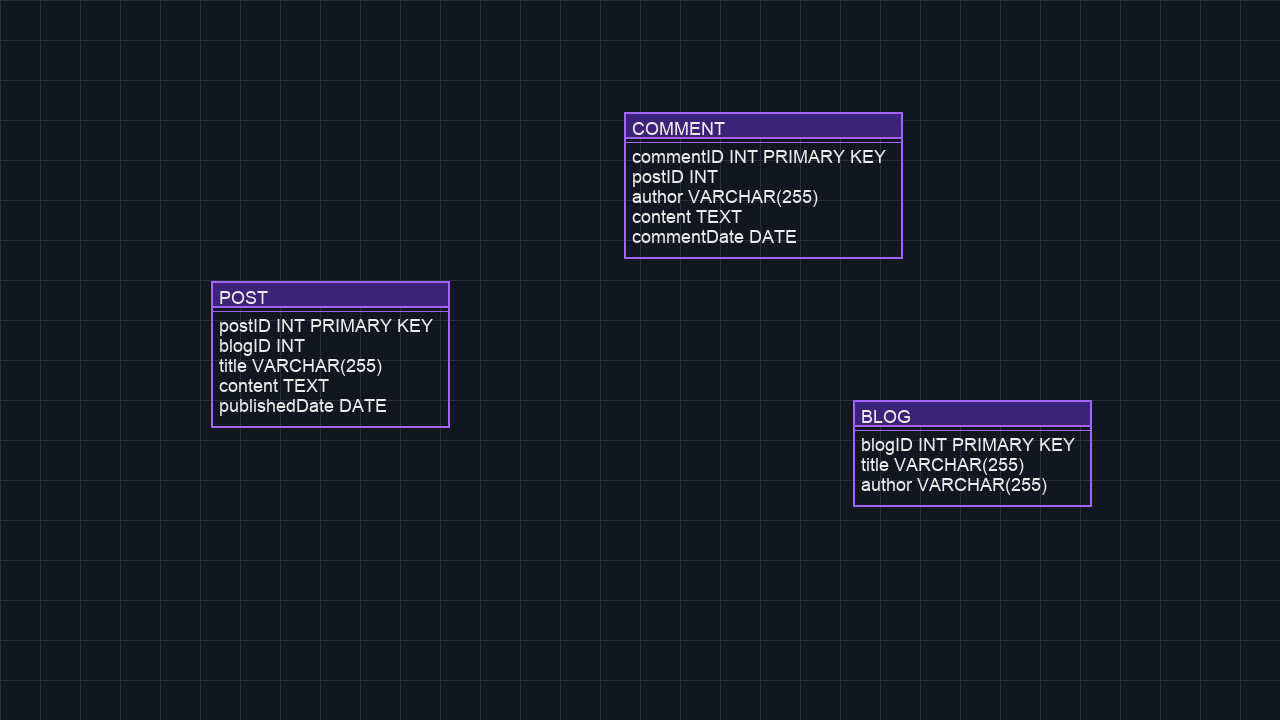 COMMENT
commentID INT PRIMARY KEY
postID INT
author VARCHAR(255)
content TEXT
commentDate DATE
POST
postID INT PRIMARY KEY
blogID INT
title VARCHAR(255)
content TEXT
publishedDate DATE
BLOG
blogID INT PRIMARY KEY
title VARCHAR(255)
author VARCHAR(255)